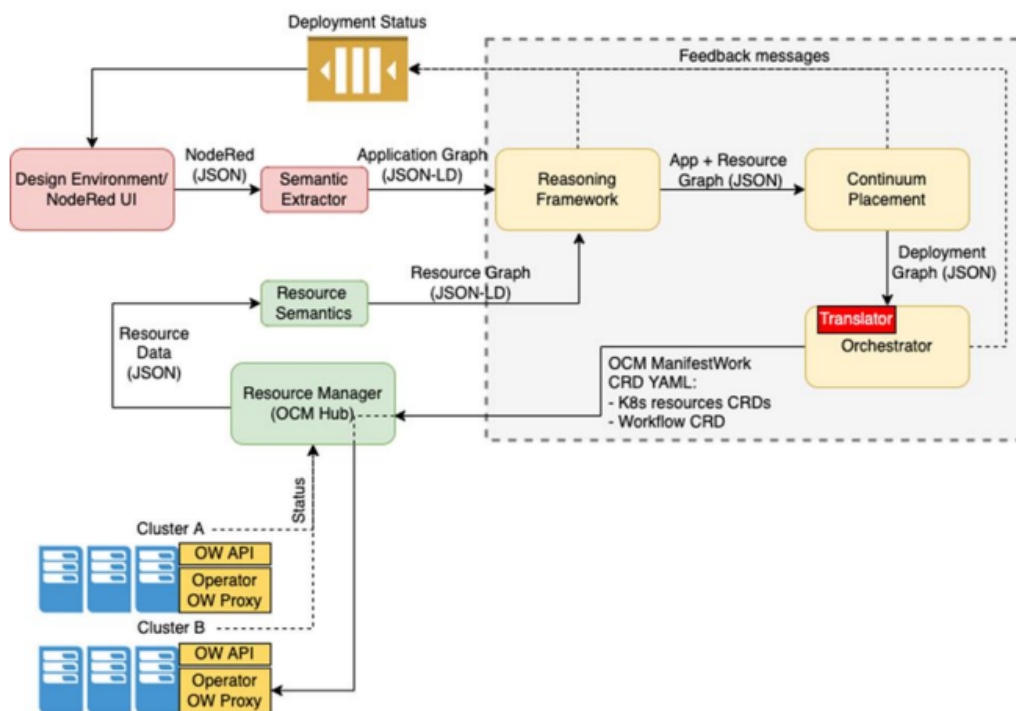 Deployment Status
Feedback messages
Design Environment/
NodeRed UI
NodeRed
(JSON)
Semantic
Extractor
Application Graph
(JSON-LD)
Reasoning
Framework
App + Resource
Graph (JSON)
Continuum
Placement
Deployment
Graph (JSON)
Resource
Semantics
Resource Graph
(JSON-LD)
Translator
Orchestrator
Resource
Data
(JSON)
Resource Manager
(OCM Hub)
OCM ManifestWork
CRD YAML:
- K8s resources CRDs
- Workflow CRD
Status
Cluster A
OW API
Operator
OW Proxy
Cluster B
OW API
Operator
OW Proxy